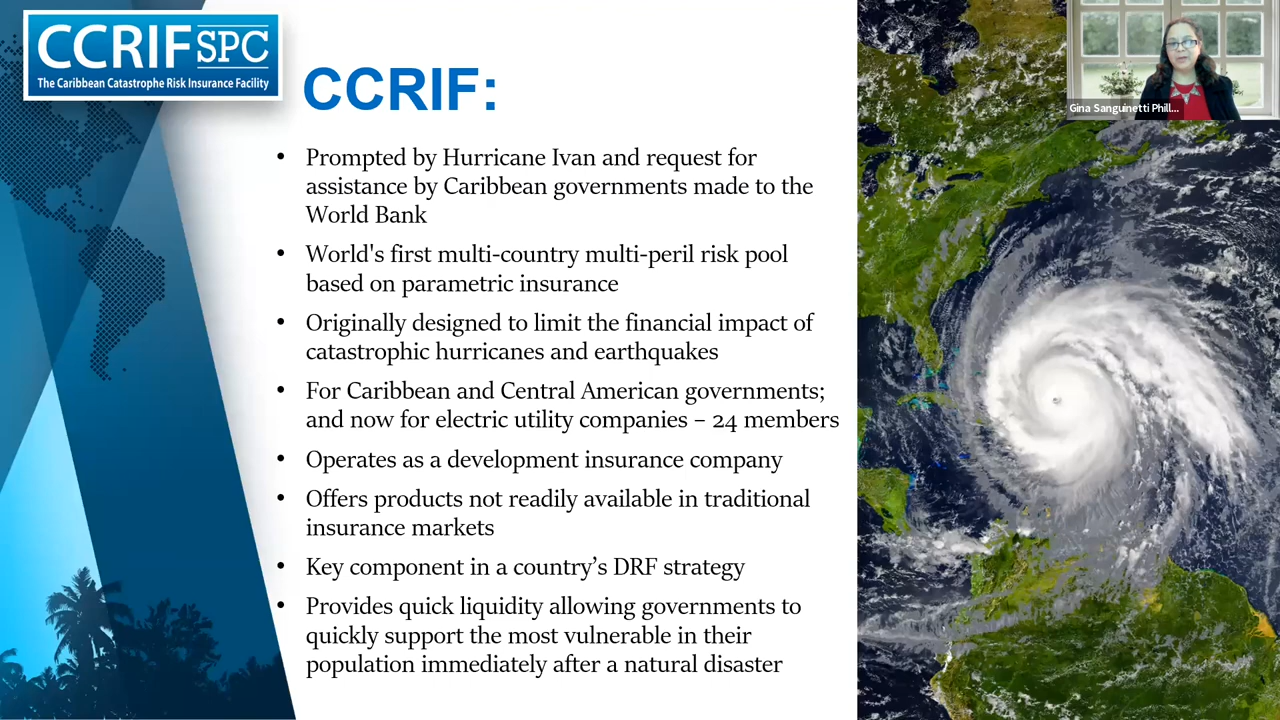 CCRIF SPC
The Caribbean Catastrophe Risk Insurance Facility
CCRIF:
• Prompted by Hurricane Ivan and request for
assistance by Caribbean governments made to the
World Bank
• World's first multi-country multi-peril risk pool
based on parametric insurance
• Originally designed to limit the financial impact of
catastrophic hurricanes and earthquakes
• For Caribbean and Central American governments;
and now for electric utility companies – 24 members
• Operates as a development insurance company
• Offers products not readily available in traditional
insurance markets
• Key component in a country’s DRF strategy
• Provides quick liquidity allowing governments to
quickly support the most vulnerable in their
population immediately after a natural disaster
Gina Sanguinetti Phill...